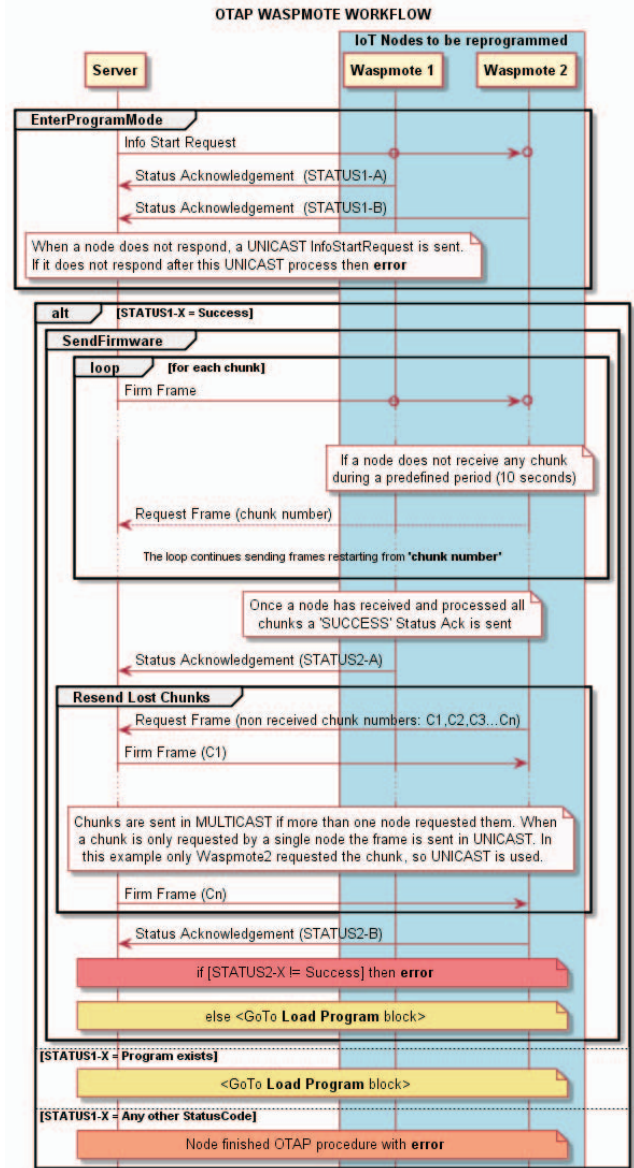 OTAP WASPMOTE WORKFLOW
IoT Nodes to be reprogrammed
Server
Waspmote 1
Waspmote 2
EnterProgramMode
Info Start Request
Status Acknowledgement (STATUS1-A)
Status Acknowledgement (STATUS1-B)
When a node does not respond, a UNICAST InfoStartRequest is sent.
If it does not respond after this UNICAST process then error
alt
[STATUS1-X = Success]
SendFirmware
loop
[for each chunk]
Firm Frame
If a node does not receive any chunk
during a predefined period (10 seconds)
Request Frame (chunk number)
The loop continues sending frames restarting from 'chunk number'
Once a node has received and processed all
chunks a 'SUCCESS' Status Ack is sent
Status Acknowledgement (STATUS2-A)
Resend Lost Chunks
Request Frame (non received chunk numbers: C1,C2,C3...Cn)
Firm Frame (C1)
Chunks are sent in MULTICAST if more than one node requested them. When
a chunk is only requested by a single node the frame is sent in UNICAST. In
this example only Waspmote2 requested the chunk, so UNICAST is used.
Firm Frame (Cn)
Status Acknowledgement (STATUS2-B)
if [STATUS2-X != Success] then error
else <GoTo Load Program block>
[STATUS1-X = Program exists]
<GoTo Load Program block>
[STATUS1-X = Any other StatusCode]
Node finished OTAP procedure with error